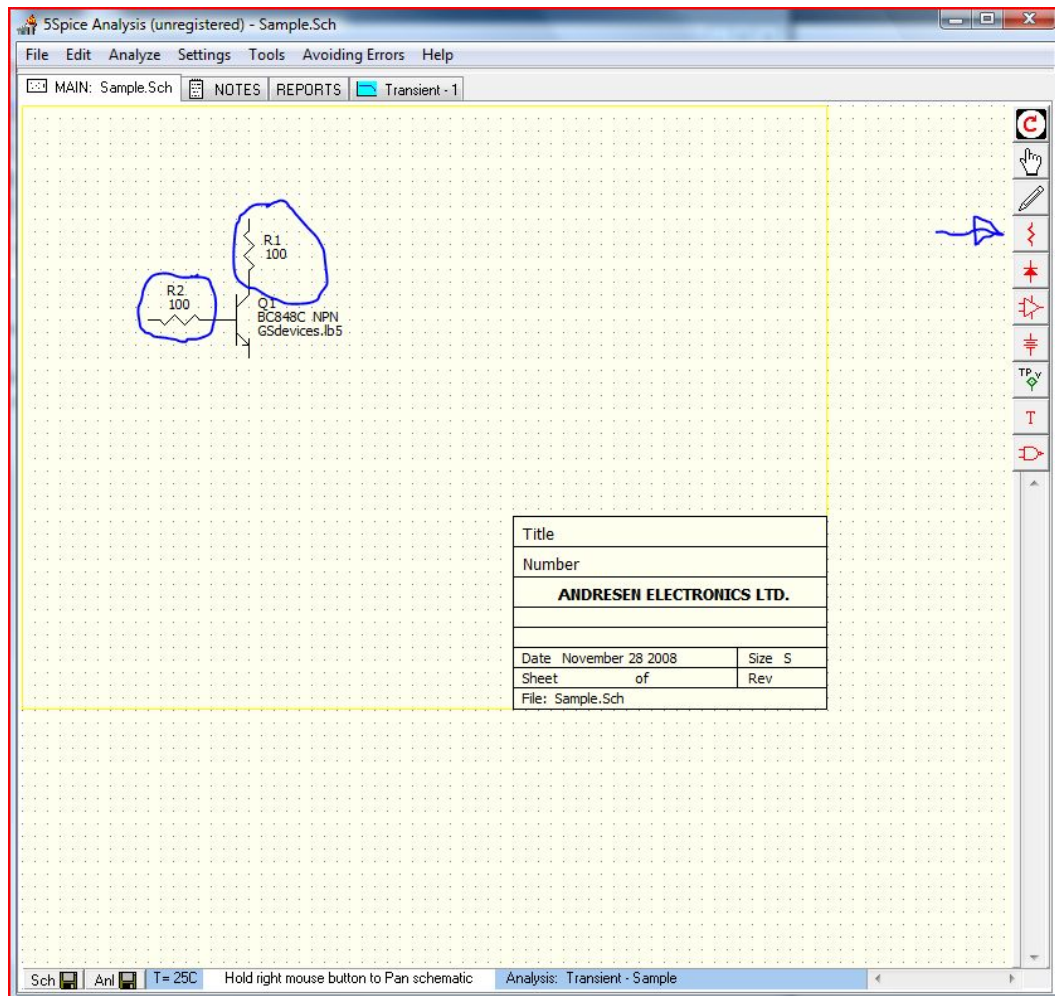 5Spice Analysis (unregistered) - Sample.Sch
File Edit Analyze Settings Tools Avoiding Errors Help
MAIN: Sample.Sch NOTES REPORTS Transient - 1
R1
100
R2
100
Q1
BC848C NPN
GSdevices.lb5
TP V
T
Title
Number
ANDRESEN ELECTRONICS LTD.
Date November 28 2008 Size S
Sheet of Rev
File: Sample.Sch
Sch Anl T= 25C Hold right mouse button to Pan schematic Analysis: Transient - Sample